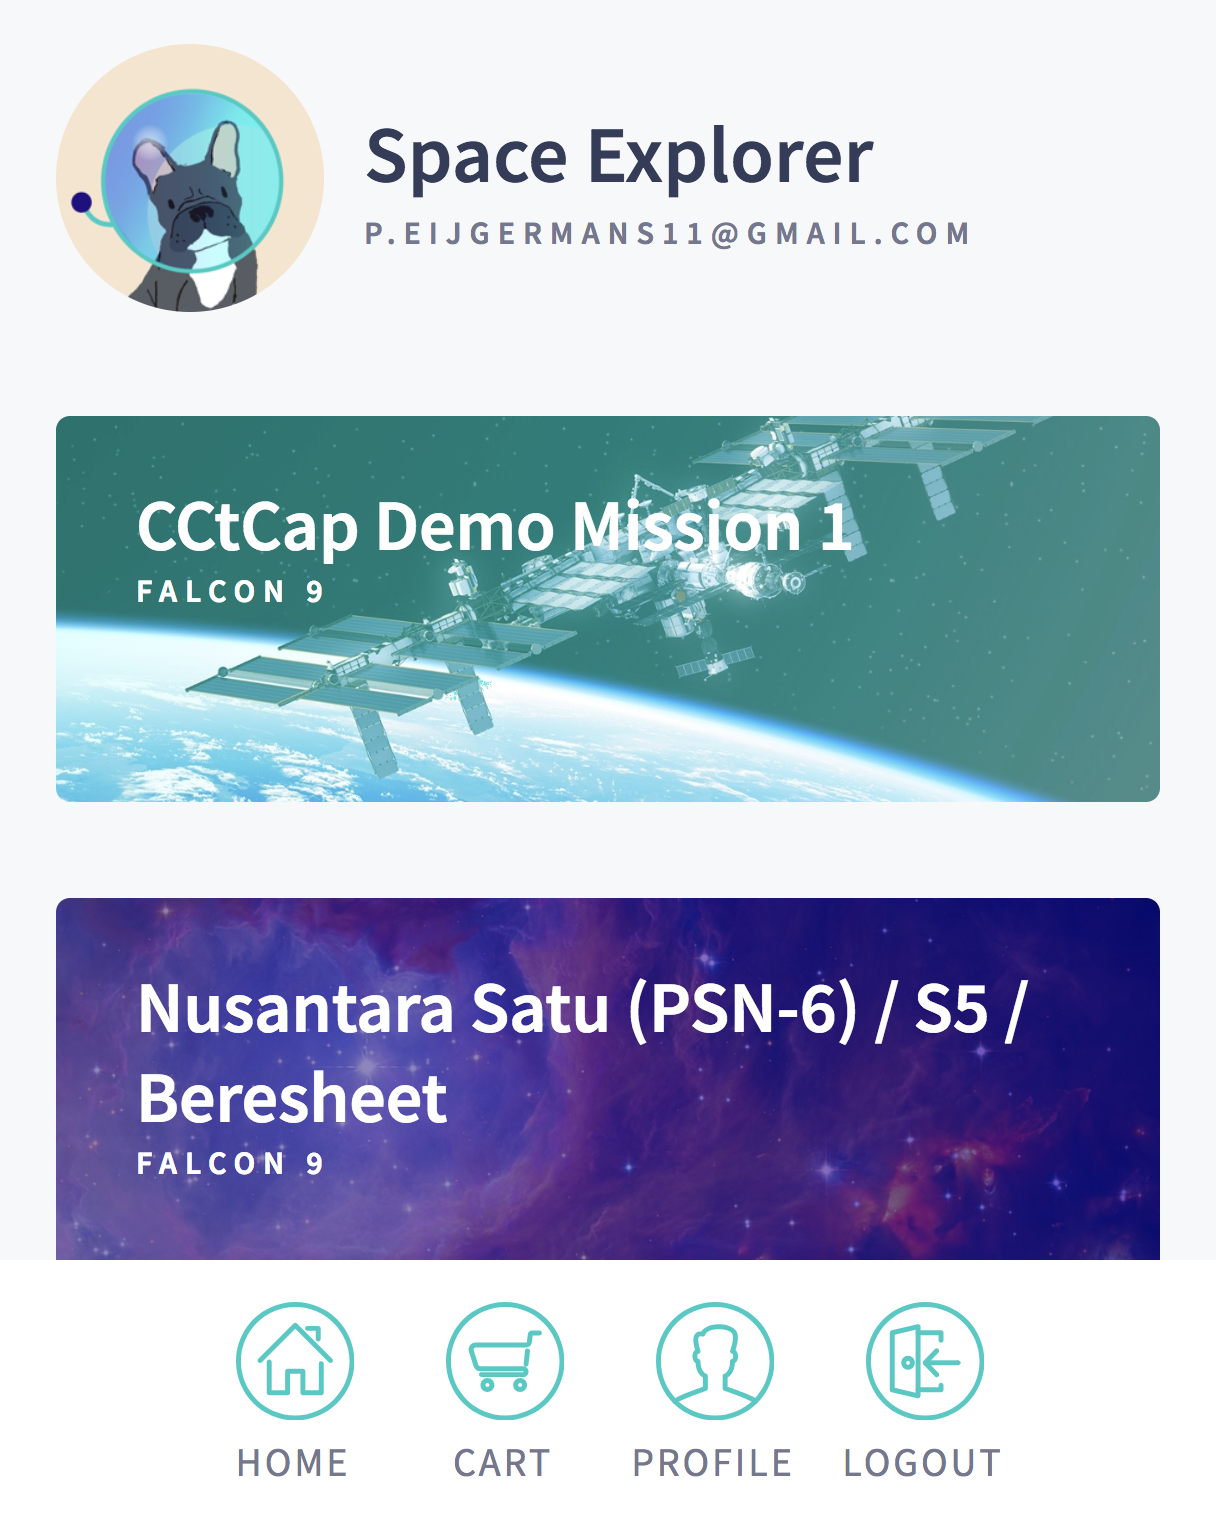 Space Explorer
P.EIJGERMANS11@GMAIL.COM
CCtCap Demo Mission 1
FALCON 9
Nusantara Satu (PSN-6) / S5 /
Beresheet
FALCON 9
HOME CART PROFILE LOGOUT